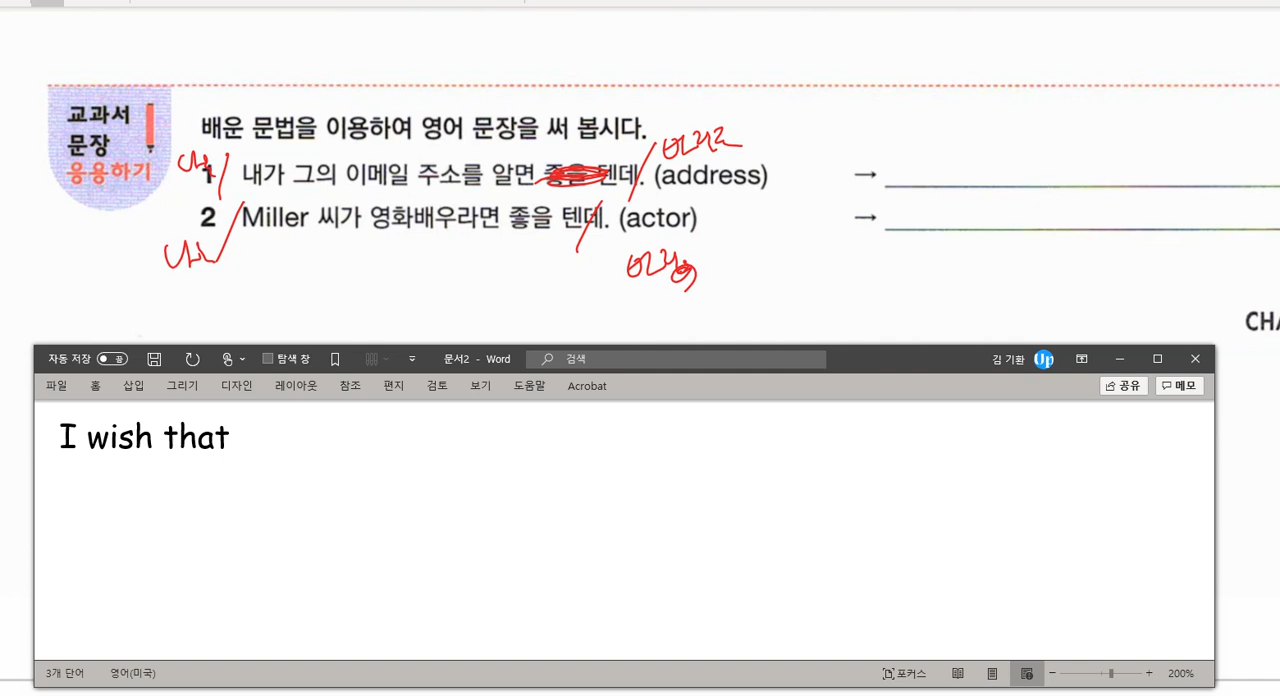 교과서
문장
응용하기
배운 문법을 이용하여 영어 문장을 써 봅시다.
1 내가 그의 이메일 주소를 알면 좋을 텐데. (address) →
2 Miller 씨가 영화배우라면 좋을 텐데. (actor) →
CHA
자동 저장 끔 탐색 창 문서2 - Word 검색 김 기환 Up
파일 홈 삽입 그리기 디자인 레이아웃 참조 편지 검토 보기 도움말 Acrobat 공유 메모
I wish that
3개 단어 영어(미국) 포커스 200%